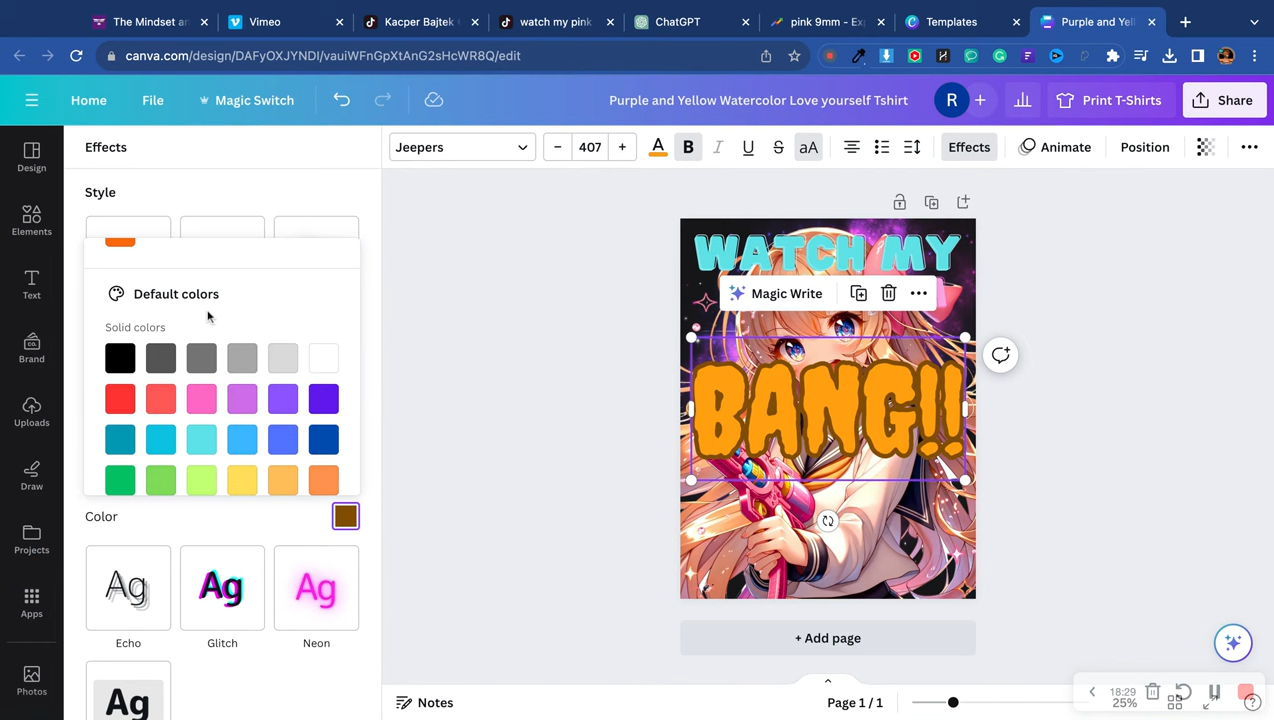 The Mindset an
Vimeo
Kacper Bajtek
watch my pink
ChatGPT
pink 9mm - Exp
Templates
Purple and Yell
canva.com/design/DAFyOXJYNDI/vauiWFnGpXtAnG2sHcWR8Q/edit
Home
File
Magic Switch
Purple and Yellow Watercolor Love yourself Tshirt
R
Print T-Shirts
Share
Design
Elements
Text
Brand
Uploads
Draw
Projects
Apps
Photos
Effects
Jeepers
407
A
B
I
U
S
aA
Effects
Animate
Position
Style
Default colors
Solid colors
Color
Ag
Ag
Ag
Echo
Glitch
Neon
Ag
WATCH MY
Magic Write
BANG!!
+ Add page
Notes
Page 1 / 1
18:29
25%